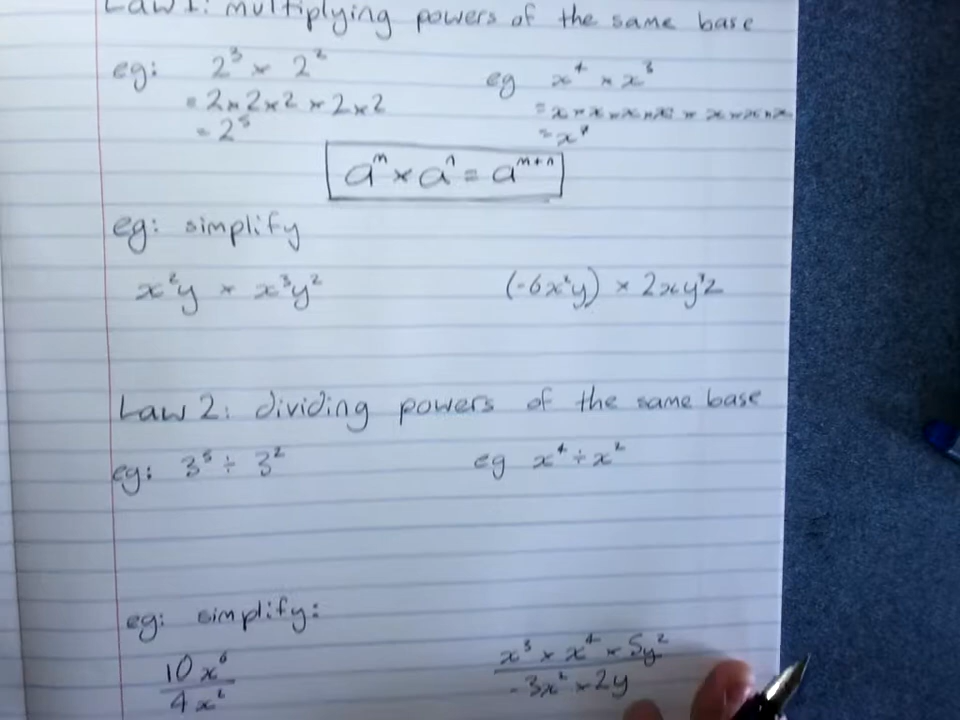 Law 1: multiplying powers of the same base
eg: 2³ × 2² eg x⁴ × x³
= 2×2×2 × 2×2 = x × x × x × x × x × x × x
= 2⁵ = x⁷
aᵐ × aⁿ = aᵐ⁺ⁿ
eg: simplify
x²y × x³y² (-6x²y) × 2xy³z
Law 2: dividing powers of the same base
eg: 3⁵ ÷ 3² eg x⁴ ÷ x²
eg: simplify:
10x⁶ x³ × x⁴ × 5y²
4x² -3x² × 2y